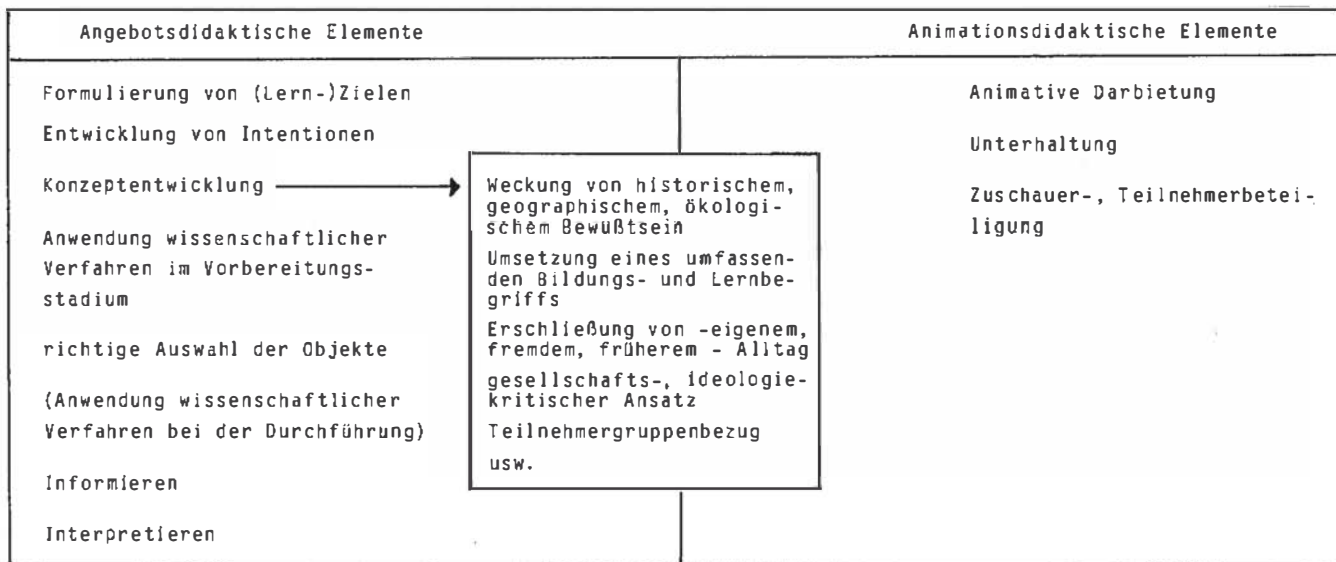 Angebotsdidaktische Elemente
Animationsdidaktische Elemente
Formulierung von (Lern-)Zielen
Entwicklung von Intentionen
Konzeptentwicklung
Anwendung wissenschaftlicher
Verfahren im Vorbereitungs-
stadium
richtige Auswahl der Objekte
(Anwendung wissenschaftlicher
Verfahren bei der Durchführung)
Informieren
Interpretieren
Weckung von historischem,
geographischem, ökologi-
schem Bewußtsein
Umsetzung eines umfassen-
den Bildungs- und Lernbe-
griffs
Erschließung von -eigenem,
fremdem, früherem - Alltag
gesellschafts-, ideologie-
kritischer Ansatz
Teilnehmergruppenbezug
usw.
Animative Darbietung
Unterhaltung
Zuschauer-, Teilnehmerbetei-
ligung